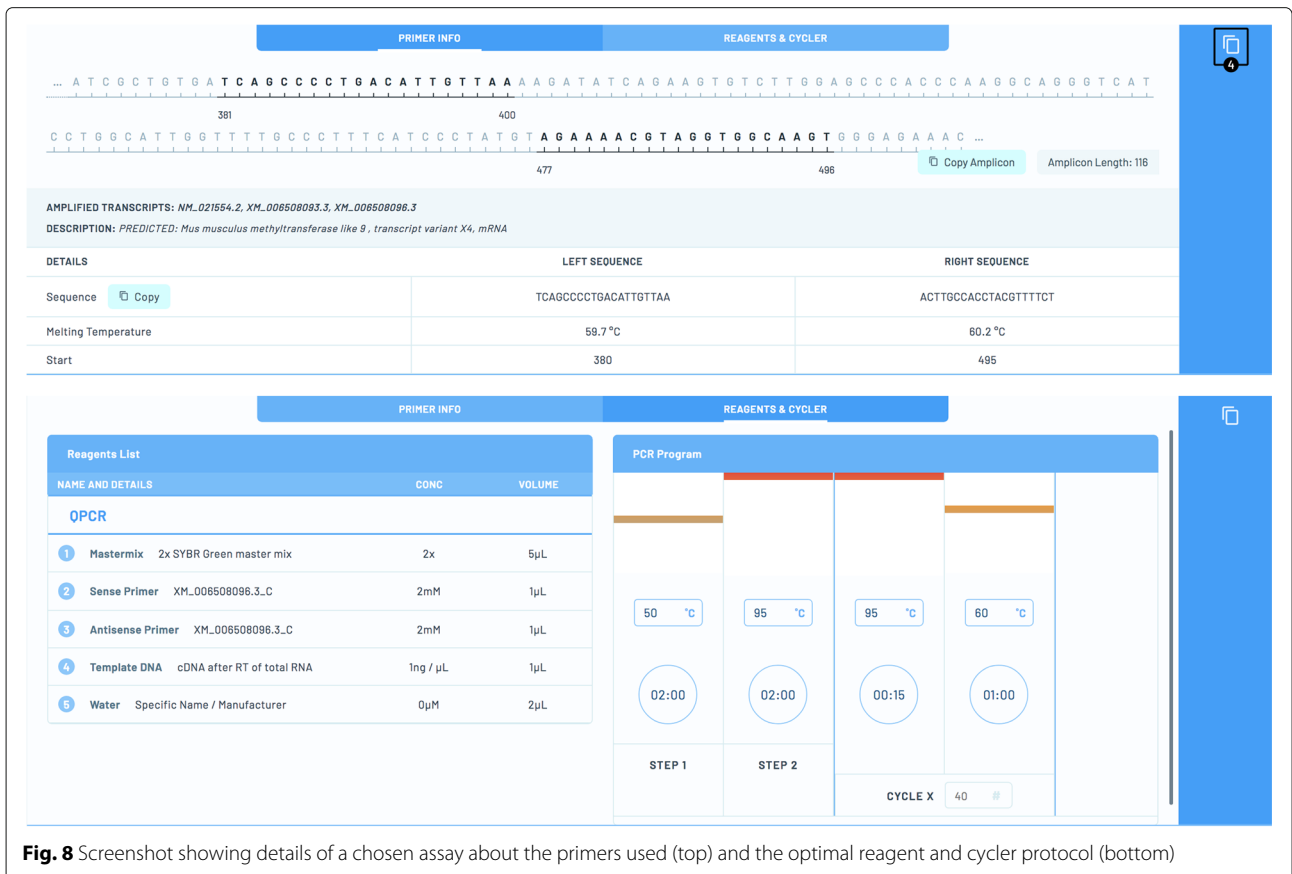 PRIMER INFO REAGENTS & CYCLER
4
... A T C G C T G T G A T C A G C C C C T G A C A T T G T T A A A A G A T A T C A G A A G T G T C T T G G A G C C C A C C C A A G G C A G G G T C A T
381 400
C C T G G C A T T G G T T T T G C C C T T T C A T C C C T A T G T A G A A A A C G T A G G T G G C A A G T G G G A G A A A C ...
477 496
Copy Amplicon Amplicon Length: 116
AMPLIFIED TRANSCRIPTS: NM_021554.2, XM_006508093.3, XM_006508096.3
DESCRIPTION: PREDICTED: Mus musculus methyltransferase like 9 , transcript variant X4, mRNA
DETAILS LEFT SEQUENCE RIGHT SEQUENCE
Sequence Copy TCAGCCCCTGACATTGTTAA ACTTGCCACCTACGTTTTCT
Melting Temperature 59.7 °C 60.2 °C
Start 380 495
PRIMER INFO REAGENTS & CYCLER
Reagents List PCR Program
NAME AND DETAILS CONC VOLUME
QPCR
1 Mastermix 2x SYBR Green master mix 2x 5µL
2 Sense Primer XM_006508096.3_C 2mM 1µL
3 Antisense Primer XM_006508096.3_C 2mM 1µL
4 Template DNA cDNA after RT of total RNA 1ng / µL 1µL
5 Water Specific Name / Manufacturer 0µM 2µL
50 °C 95 °C 95 °C 60 °C
02:00 02:00 00:15 01:00
STEP 1 STEP 2
CYCLE X 40 #
Fig. 8 Screenshot showing details of a chosen assay about the primers used (top) and the optimal reagent and cycler protocol (bottom)